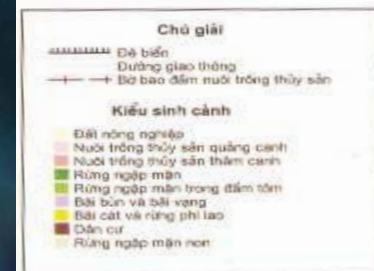 Chú giải
Đê biển
Đường giao thông
Bờ bao đầm nuôi trồng thủy sản
Kiểu sinh cảnh
Đất nông nghiệp
Nuôi trồng thủy sản quảng canh
Nuôi trồng thủy sản thâm canh
Rừng ngập mặn
Rừng ngập mặn trong đầm tôm
Bãi bùn và bãi vạng
Bãi cát và rừng phi lao
Dân cư
Rừng ngập mặn non